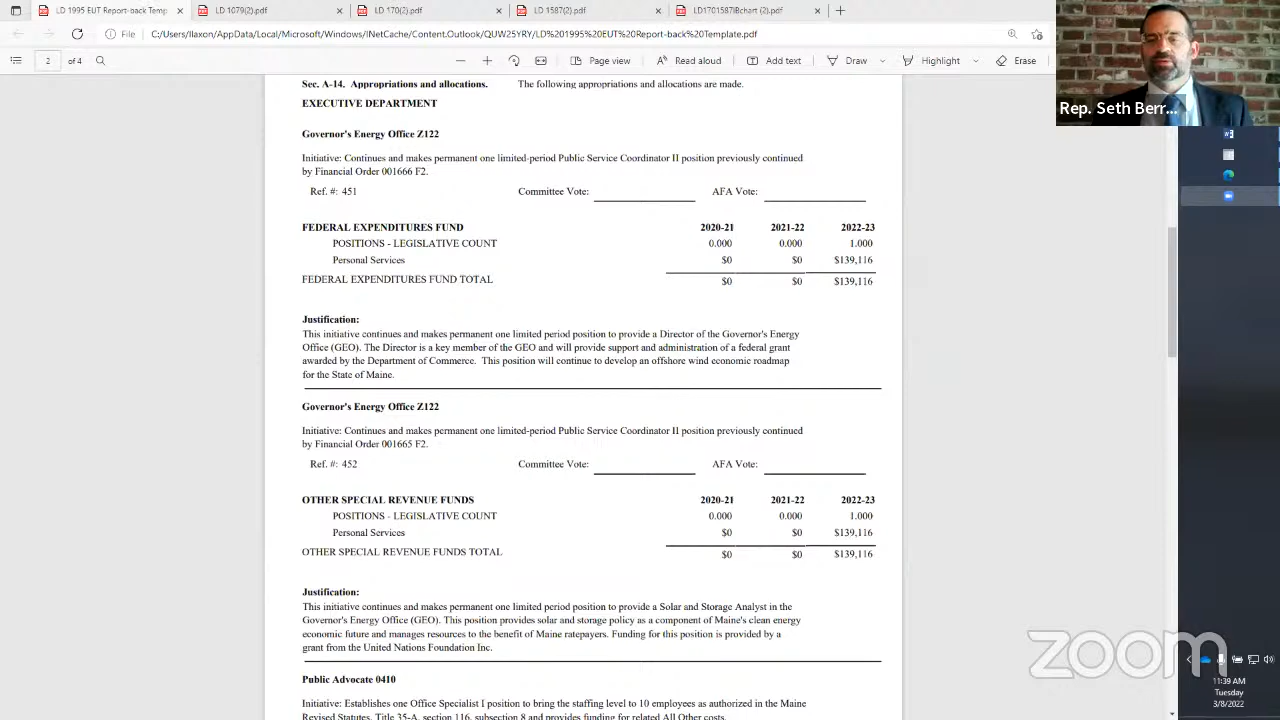 LD 1995 EUT Report-back Temp
LD 1079(2).pdf
LD 170(2).pdf
LD 1587(2).pdf
LD1701587IBchart (2).pdf
File
C:/Users/llaxon/AppData/Local/Microsoft/Windows/INetCache/Content.Outlook/QUW25YRY/LD%201995%20EUT%20Report-back%20Template.pdf
2 of 4
Page view
Read aloud
Add text
Draw
Highlight
Erase
Rep. Seth Berr...
Sec. A-14. Appropriations and allocations. The following appropriations and allocations are made.
EXECUTIVE DEPARTMENT
Governor's Energy Office Z122
Initiative: Continues and makes permanent one limited-period Public Service Coordinator II position previously continued
by Financial Order 001666 F2.
Ref. #: 451 Committee Vote: AFA Vote:
FEDERAL EXPENDITURES FUND 2020-21 2021-22 2022-23
POSITIONS - LEGISLATIVE COUNT 0.000 0.000 1.000
Personal Services $0 $0 $139,116
FEDERAL EXPENDITURES FUND TOTAL $0 $0 $139,116
Justification:
This initiative continues and makes permanent one limited period position to provide a Director of the Governor's Energy
Office (GEO). The Director is a key member of the GEO and will provide support and administration of a federal grant
awarded by the Department of Commerce. This position will continue to develop an offshore wind economic roadmap
for the State of Maine.
Governor's Energy Office Z122
Initiative: Continues and makes permanent one limited-period Public Service Coordinator II position previously continued
by Financial Order 001665 F2.
Ref. #: 452 Committee Vote: AFA Vote:
OTHER SPECIAL REVENUE FUNDS 2020-21 2021-22 2022-23
POSITIONS - LEGISLATIVE COUNT 0.000 0.000 1.000
Personal Services $0 $0 $139,116
OTHER SPECIAL REVENUE FUNDS TOTAL $0 $0 $139,116
Justification:
This initiative continues and makes permanent one limited period position to provide a Solar and Storage Analyst in the
Governor's Energy Office (GEO). This position provides solar and storage policy as a component of Maine's clean energy
economic future and manages resources to the benefit of Maine ratepayers. Funding for this position is provided by a
grant from the United Nations Foundation Inc.
Public Advocate 0410
Initiative: Establishes one Office Specialist I position to bring the staffing level to 10 employees as authorized in the Maine
Revised Statutes, Title 35-A, section 116, subsection 8 and provides funding for related All Other costs.
zoom
11:39 AM
Tuesday
3/8/2022